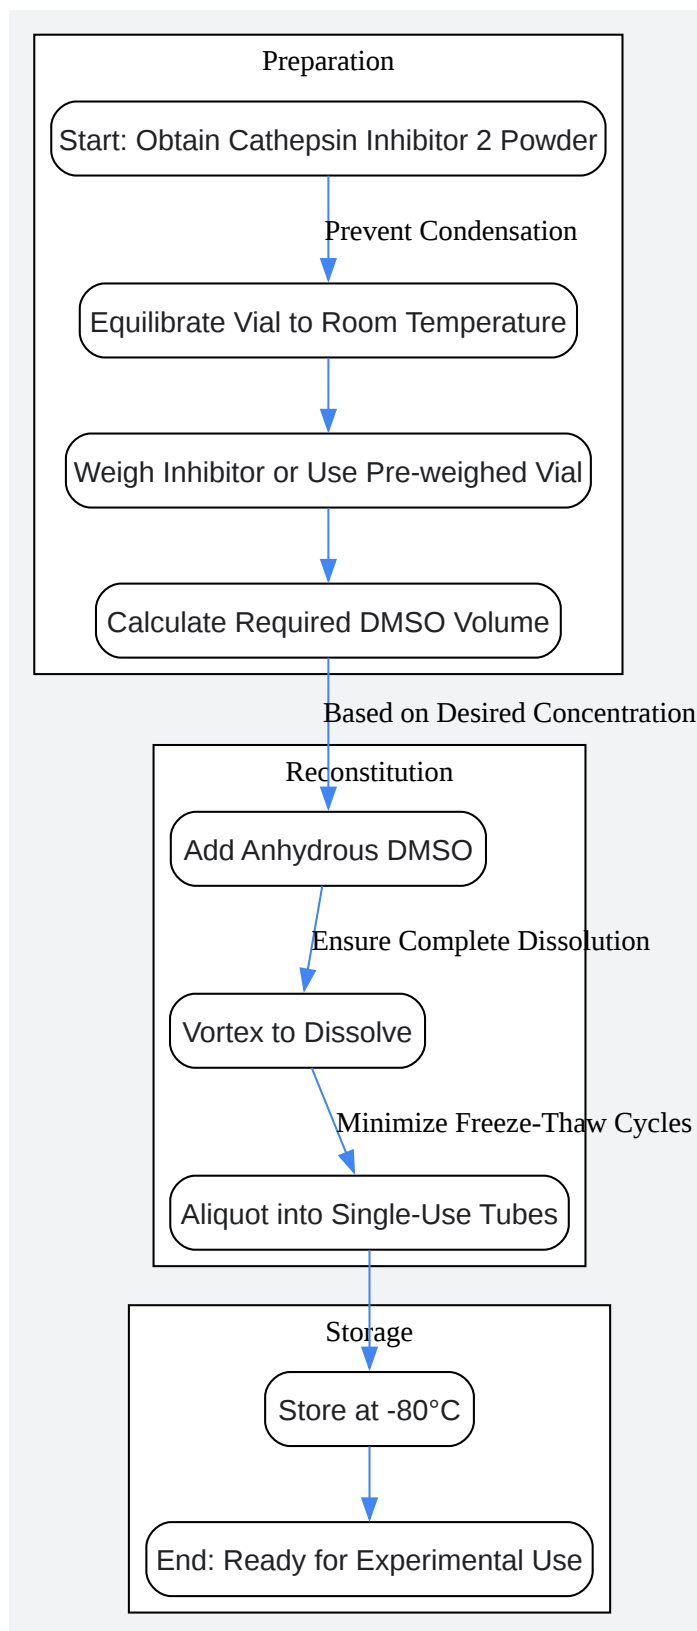 Preparation
Start: Obtain Cathepsin Inhibitor 2 Powder
Prevent Condensation
Equilibrate Vial to Room Temperature
Weigh Inhibitor or Use Pre-weighed Vial
Calculate Required DMSO Volume
Based on Desired Concentration
Reconstitution
Add Anhydrous DMSO
Ensure Complete Dissolution
Vortex to Dissolve
Minimize Freeze-Thaw Cycles
Aliquot into Single-Use Tubes
Storage
Store at -80°C
End: Ready for Experimental Use